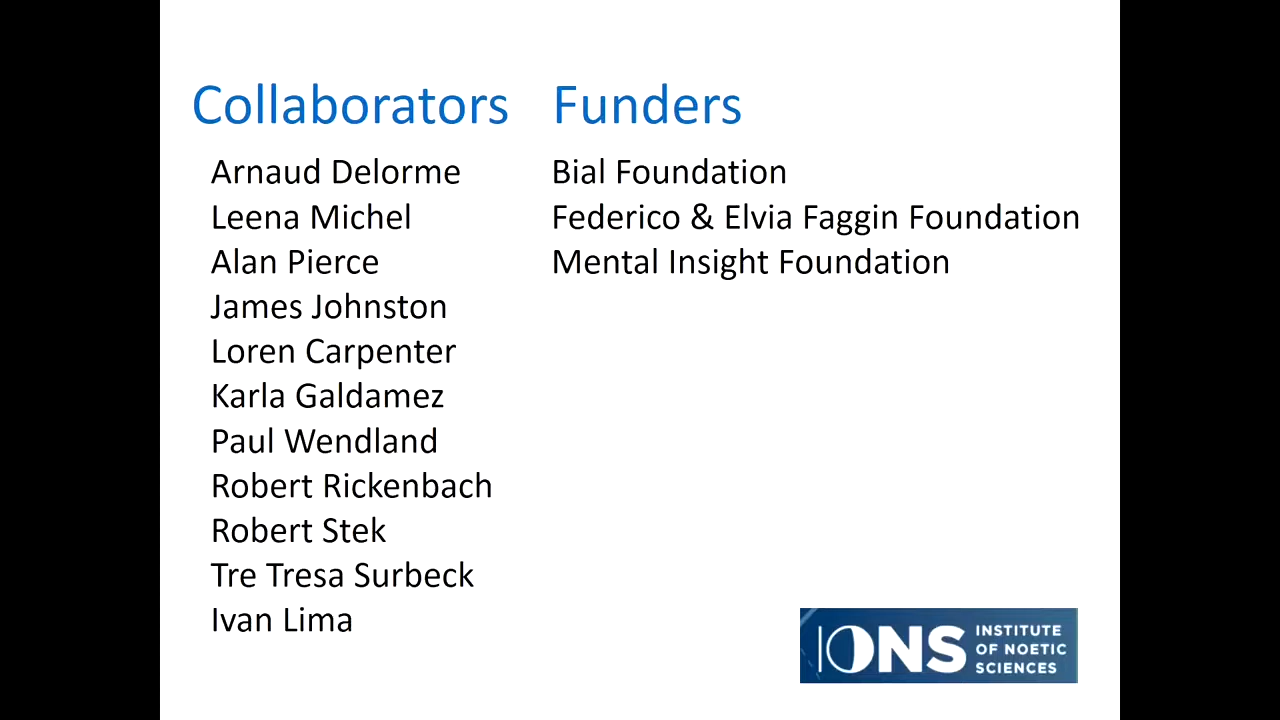 Collaborators
Arnaud Delorme
Leena Michel
Alan Pierce
James Johnston
Loren Carpenter
Karla Galdamez
Paul Wendland
Robert Rickenbach
Robert Stek
Tre Tresa Surbeck
Ivan Lima
Funders
Bial Foundation
Federico & Elvia Faggin Foundation
Mental Insight Foundation
IONS
INSTITUTE
OF NOETIC
SCIENCES